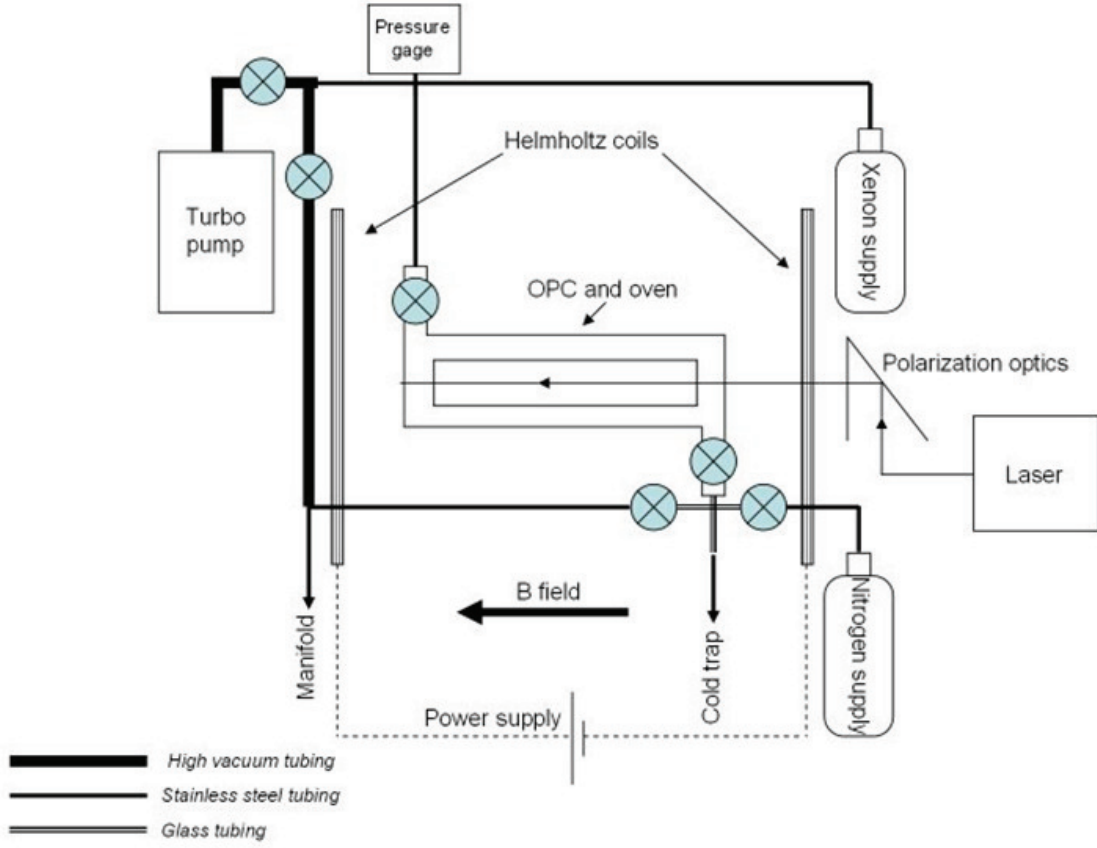 Pressure
gage
Helmholtz coils
Xenon supply
Turbo
pump
OPC and oven
Polarization optics
Laser
B field
Manifold
Cold trap
Nitrogen supply
Power supply
High vacuum tubing
Stainless steel tubing
Glass tubing